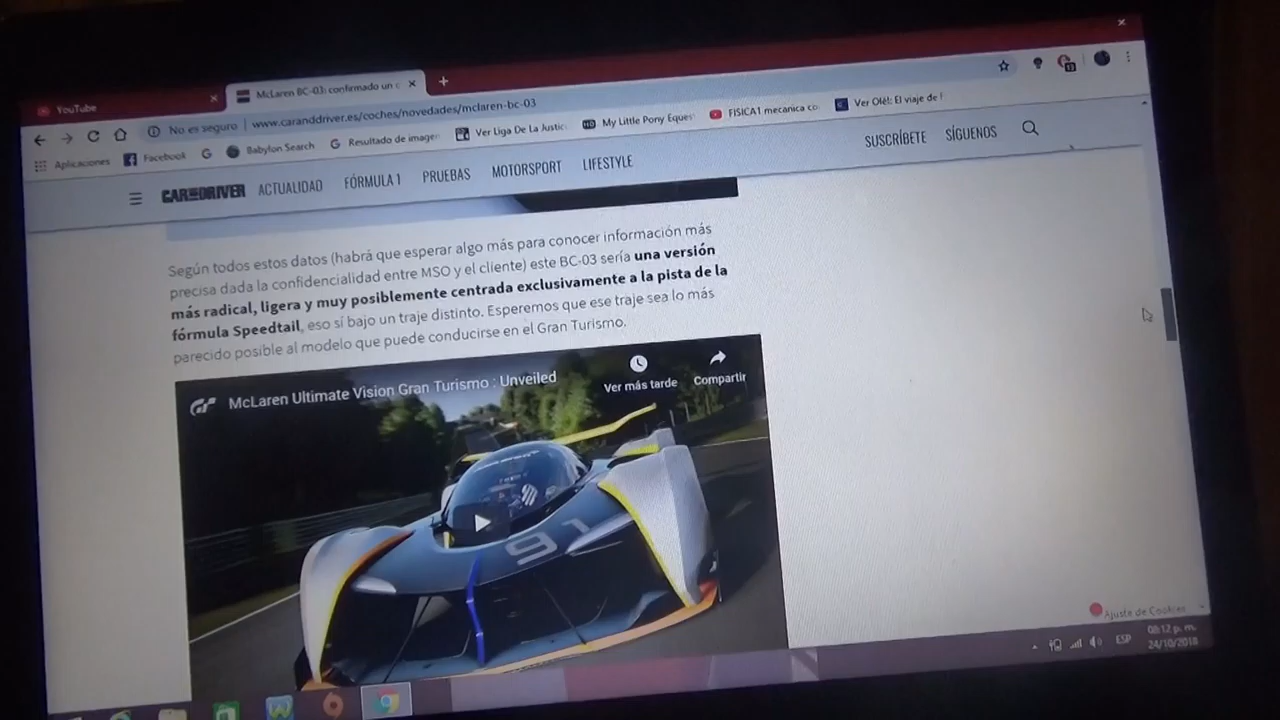 YouTube
McLaren BC-03: confirmado un c
No es seguro | www.caranddriver.es/coches/novedades/mclaren-bc-03
Aplicaciones Facebook Babylon Search Resultado de image Ver Liga De La Justic My Little Pony Eques FISICA1 mecanica co Ver Olé!: El viaje de F
CAR AND DRIVER ACTUALIDAD FÓRMULA 1 PRUEBAS MOTORSPORT LIFESTYLE SUSCRÍBETE SÍGUENOS
Según todos estos datos (habrá que esperar algo más para conocer información más
precisa dada la confidencialidad entre MSO y el cliente) este BC-03 sería una versión
más radical, ligera y muy posiblemente centrada exclusivamente a la pista de la
fórmula Speedtail, eso sí bajo un traje distinto. Esperemos que ese traje sea lo más
parecido posible al modelo que puede conducirse en el Gran Turismo.
McLaren Ultimate Vision Gran Turismo : Unveiled
Ver más tarde
Compartir
91
Ajuste de Cookies
ESP
08:12 p. m.
24/10/2018